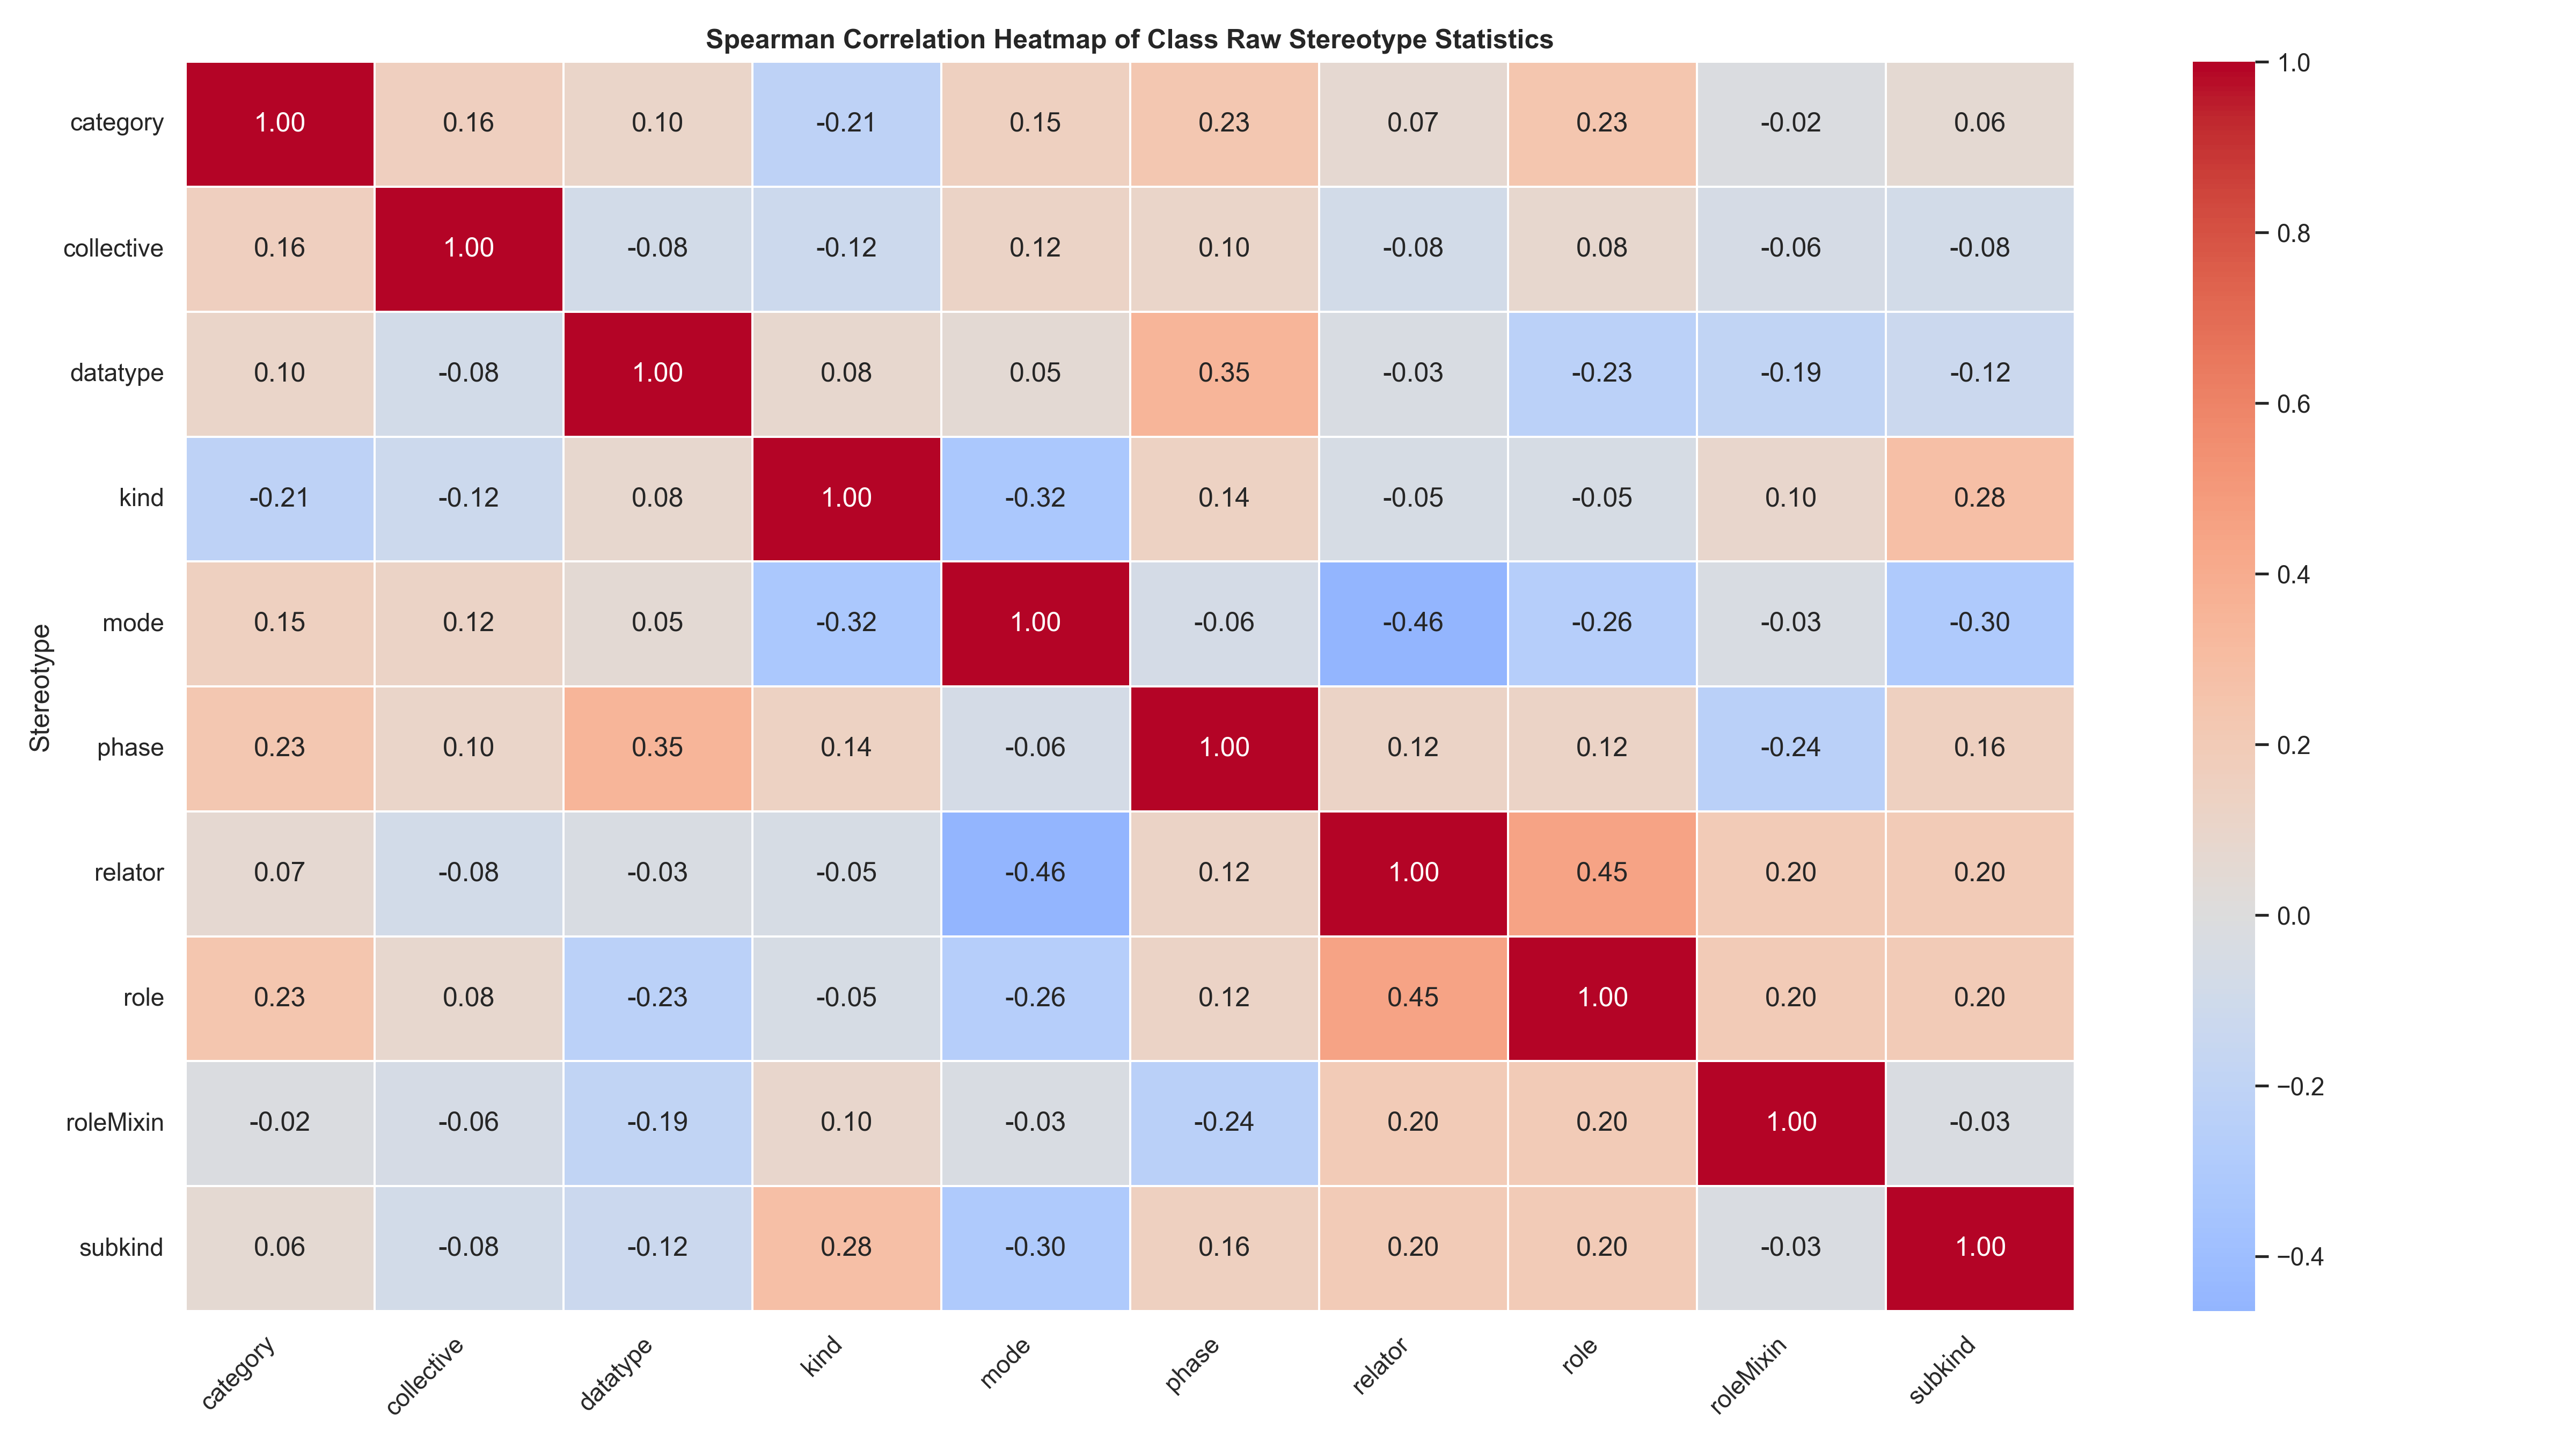 Spearman Correlation Heatmap of Class Raw Stereotype Statistics
Stereotype
category 1.00 0.16 0.10 -0.21 0.15 0.23 0.07 0.23 -0.02 0.06
collective 0.16 1.00 -0.08 -0.12 0.12 0.10 -0.08 0.08 -0.06 -0.08
datatype 0.10 -0.08 1.00 0.08 0.05 0.35 -0.03 -0.23 -0.19 -0.12
kind -0.21 -0.12 0.08 1.00 -0.32 0.14 -0.05 -0.05 0.10 0.28
mode 0.15 0.12 0.05 -0.32 1.00 -0.06 -0.46 -0.26 -0.03 -0.30
phase 0.23 0.10 0.35 0.14 -0.06 1.00 0.12 0.12 -0.24 0.16
relator 0.07 -0.08 -0.03 -0.05 -0.46 0.12 1.00 0.45 0.20 0.20
role 0.23 0.08 -0.23 -0.05 -0.26 0.12 0.45 1.00 0.20 0.20
roleMixin -0.02 -0.06 -0.19 0.10 -0.03 -0.24 0.20 0.20 1.00 -0.03
subkind 0.06 -0.08 -0.12 0.28 -0.30 0.16 0.20 0.20 -0.03 1.00
category collective datatype kind mode phase relator role roleMixin subkind
1.0
0.8
0.6
0.4
0.2
0.0
−0.2
−0.4